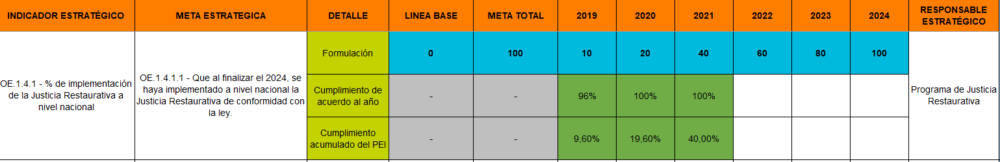 INDICADOR ESTRATÉGICO META ESTRATEGICA DETALLE LINEA BASE META TOTAL 2019 2020 2021 2022 2023 2024 RESPONSABLE ESTRATÉGICO
OE.1.4.1 - % de implementación
de la Justicia Restaurativa a
nivel nacional
OE.1.4.1.1 - Que al finalizar el 2024, se
haya implementado a nivel nacional la
Justicia Restaurativa de conformidad con
la ley.
Formulación 0 100 10 20 40 60 80 100
Cumplimiento de
acuerdo al año
- - 96% 100% 100%
Cumplimiento
acumulado del PEI
- - 9,60% 19,60% 40,00%
Programa de Justicia
Restaurativa